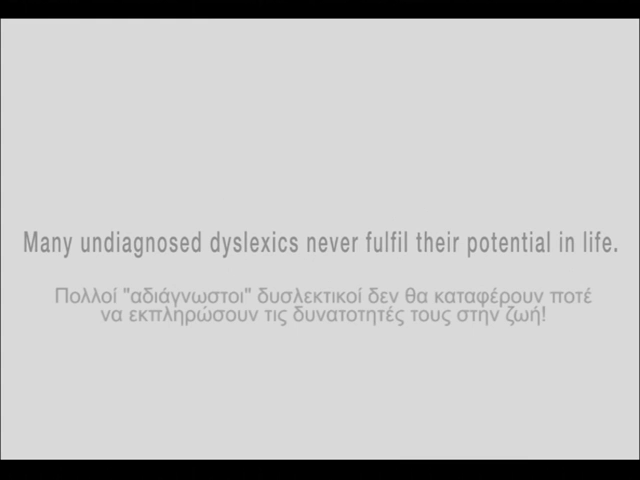 Many undiagnosed dyslexics never fulfil their potential in life.
Πολλοί "αδιάγνωστοι" δυσλεκτικοί δεν θα καταφέρουν ποτέ
να εκπληρώσουν τις δυνατοτητές τους στην ζωή!